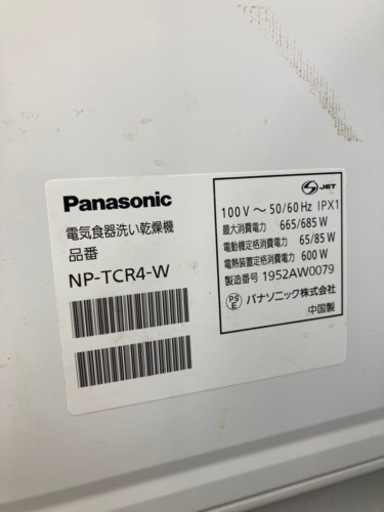 Panasonic
電気食器洗い乾燥機
品番
NP-TCR4-W
JET
100V～50/60Hz IPX1
最大消費電力 665/685W
電動機定格消費電力 65/85W
電熱装置定格消費電力 600W
製造番号 1952AW0079
PSE パナソニック株式会社
中国製